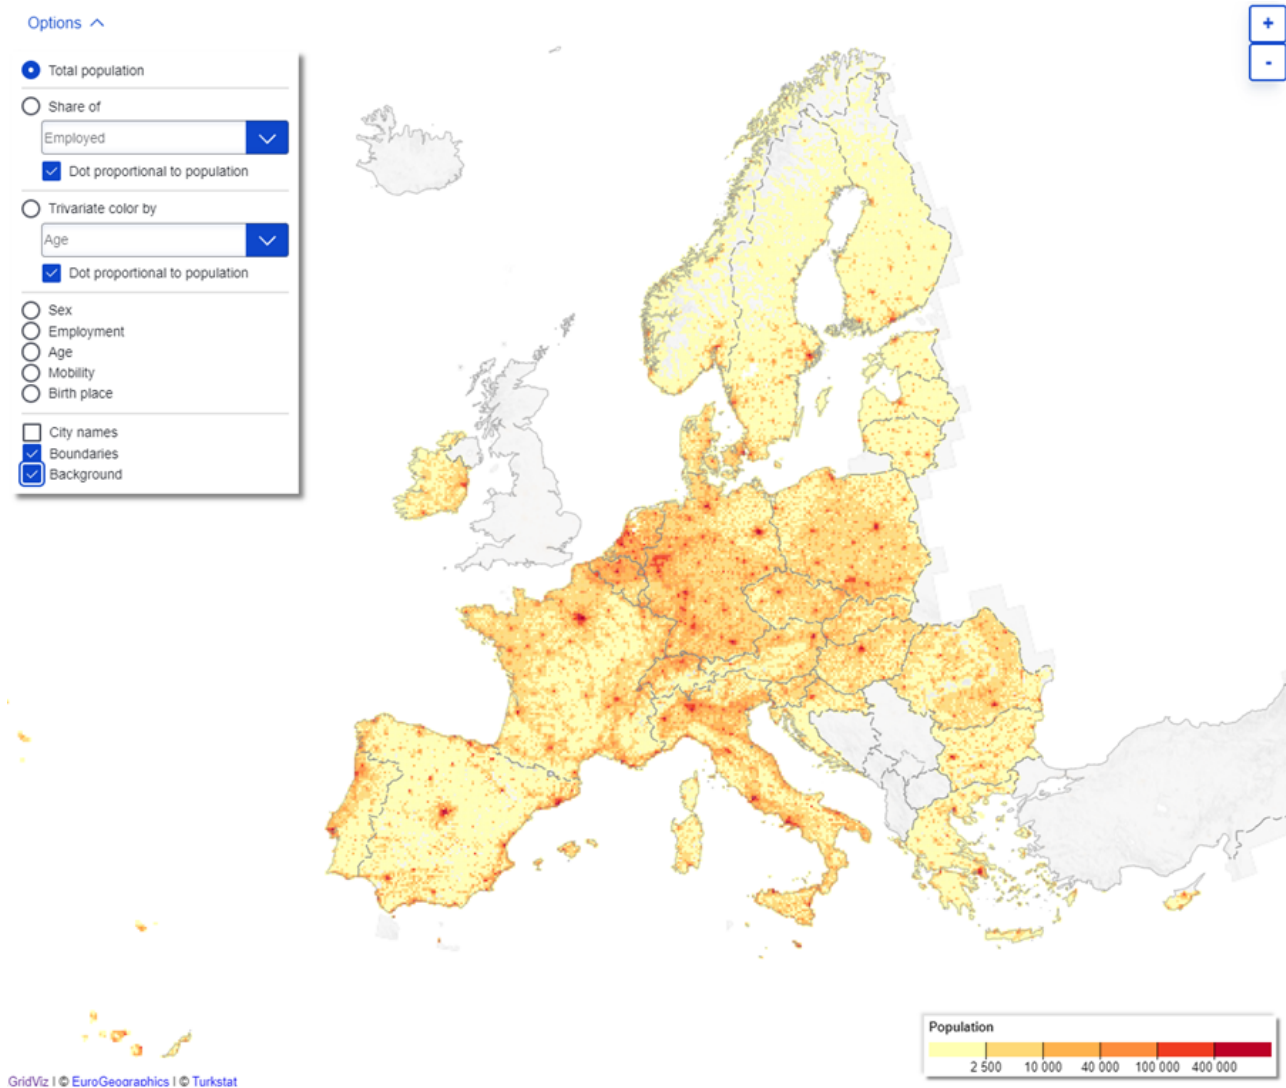 Options
+
-
Total population
Share of
Employed
Dot proportional to population
Trivariate color by
Age
Dot proportional to population
Sex
Employment
Age
Mobility
Birth place
City names
Boundaries
Background
Population
2 500 10 000 40 000 100 000 400 000
GridViz | © EuroGeographics | © Turkstat